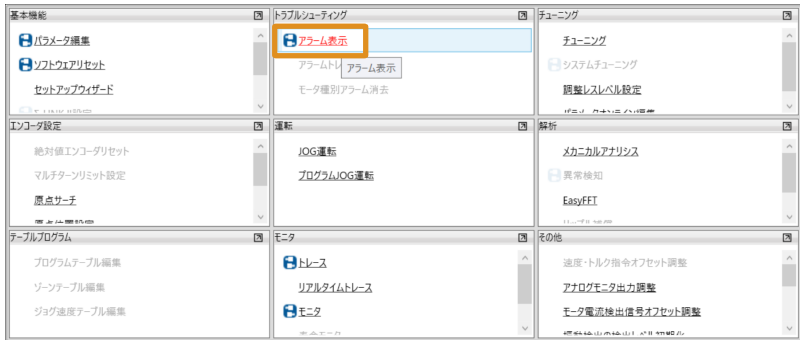 基本機能
パラメータ編集
ソフトウェアリセット
セットアップウィザード
トラブルシューティング
アラーム表示
アラームトレ
アラーム表示
モータ種別アラーム消去
チューニング
チューニング
システムチューニング
調整レスレベル設定
エンコーダ設定
絶対値エンコーダリセット
マルチターンリミット設定
原点サーチ
運転
JOG運転
プログラムJOG運転
解析
メカニカルアナリシス
異常検知
EasyFFT
テーブルプログラム
プログラムテーブル編集
ゾーンテーブル編集
ジョグ速度テーブル編集
モニタ
トレース
リアルタイムトレース
モニタ
その他
速度・トルク指令オフセット調整
アナログモニタ出力調整
モータ電流検出信号オフセット調整